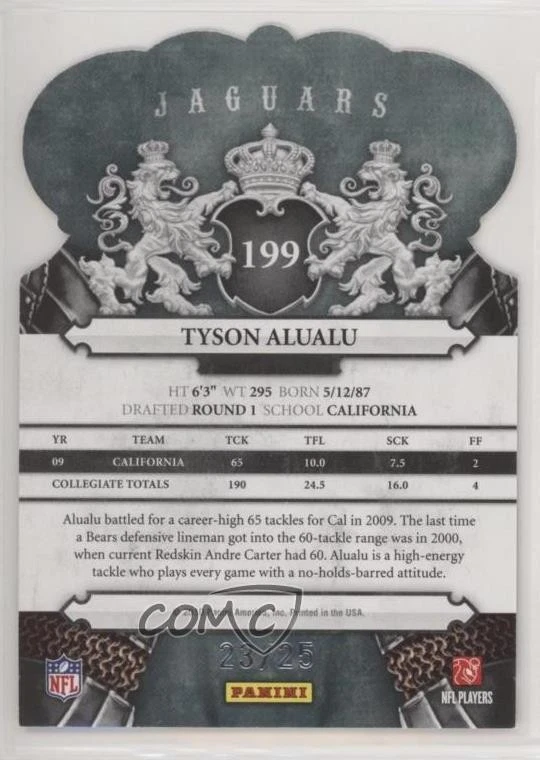 JAGUARS
199
TYSON ALUALU
HT 6'3" WT 295 BORN 5/12/87
DRAFTED ROUND 1 SCHOOL CALIFORNIA
YR TEAM TCK TFL SCK FF
09 CALIFORNIA 65 10.0 7.5 2
COLLEGIATE TOTALS 190 24.5 16.0 4
Alualu battled for a career-high 65 tackles for Cal in 2009. The last time
a Bears defensive lineman got into the 60-tackle range was in 2000,
when current Redskin Andre Carter had 60. Alualu is a high-energy
tackle who plays every game with a no-holds-barred attitude.
America, Inc. Printed in the USA.
COMC
23/25
NFL
PANINI
NFL PLAYERS